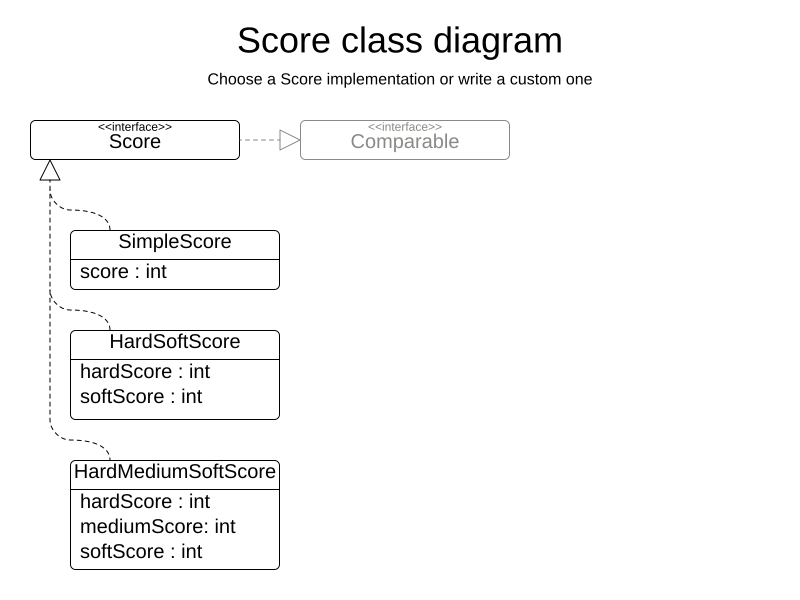 Score class diagram
Choose a Score implementation or write a custom one
<<interface>>
Score
<<interface>>
Comparable
SimpleScore
score : int
HardSoftScore
hardScore : int
softScore : int
HardMediumSoftScore
hardScore : int
mediumScore: int
softScore : int